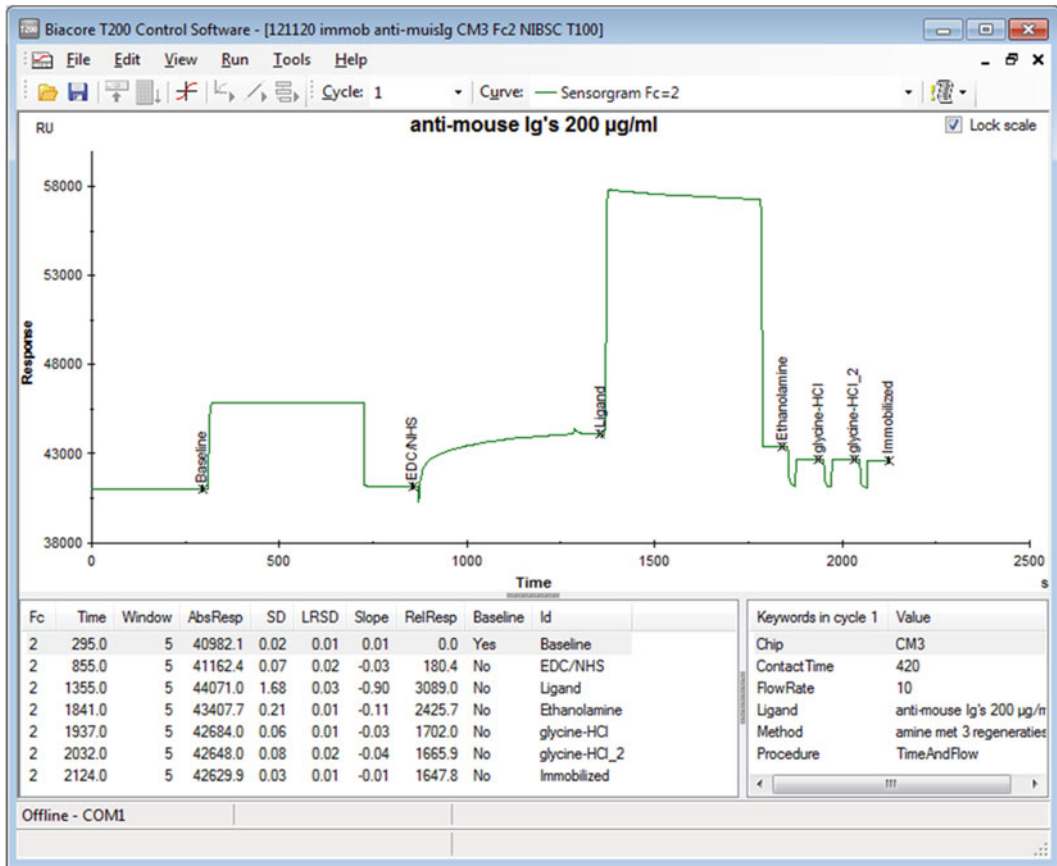 Biacore T200 Control Software - [121120 immob anti-muisIg CM3 Fc2 NIBSC T100]
File Edit View Run Tools Help
Cycle: 1 Curve: Sensorgram Fc=2
RU anti-mouse Ig's 200 µg/ml Lock scale
58000
53000
48000
43000
38000
Response
Baseline
EDC/NHS
Ligand
Ethanolamine
glycine-HCl
glycine-HCl_2
Immobilized
0 500 1000 1500 2000 2500
Time s
Fc Time Window AbsResp SD LRSD Slope RelResp Baseline Id
2 295.0 5 40982.1 0.02 0.01 0.01 0.0 Yes Baseline
2 855.0 5 41162.4 0.07 0.02 -0.03 180.4 No EDC/NHS
2 1355.0 5 44071.0 1.68 0.03 -0.90 3089.0 No Ligand
2 1841.0 5 43407.7 0.21 0.01 -0.11 2425.7 No Ethanolamine
2 1937.0 5 42684.0 0.06 0.01 -0.03 1702.0 No glycine-HCl
2 2032.0 5 42648.0 0.08 0.02 -0.04 1665.9 No glycine-HCl_2
2 2124.0 5 42629.9 0.03 0.01 -0.01 1647.8 No Immobilized
Keywords in cycle 1 Value
Chip CM3
ContactTime 420
FlowRate 10
Ligand anti-mouse Ig's 200 µg/m
Method amine met 3 regeneraties
Procedure TimeAndFlow
Offline - COM1